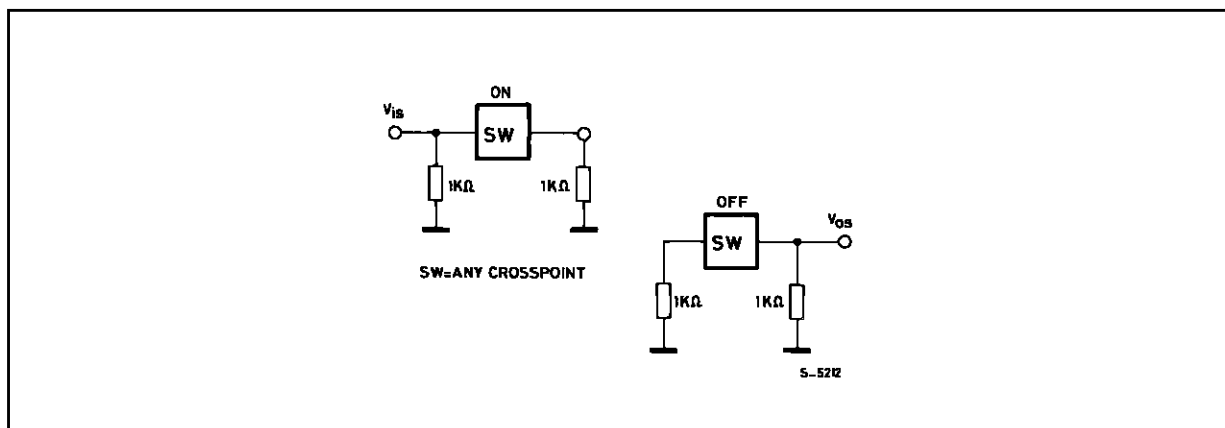 ON
Vis
SW
1KΩ
1KΩ
OFF
Vos
SW
SW=ANY CROSSPOINT
1KΩ
1KΩ
S-5212